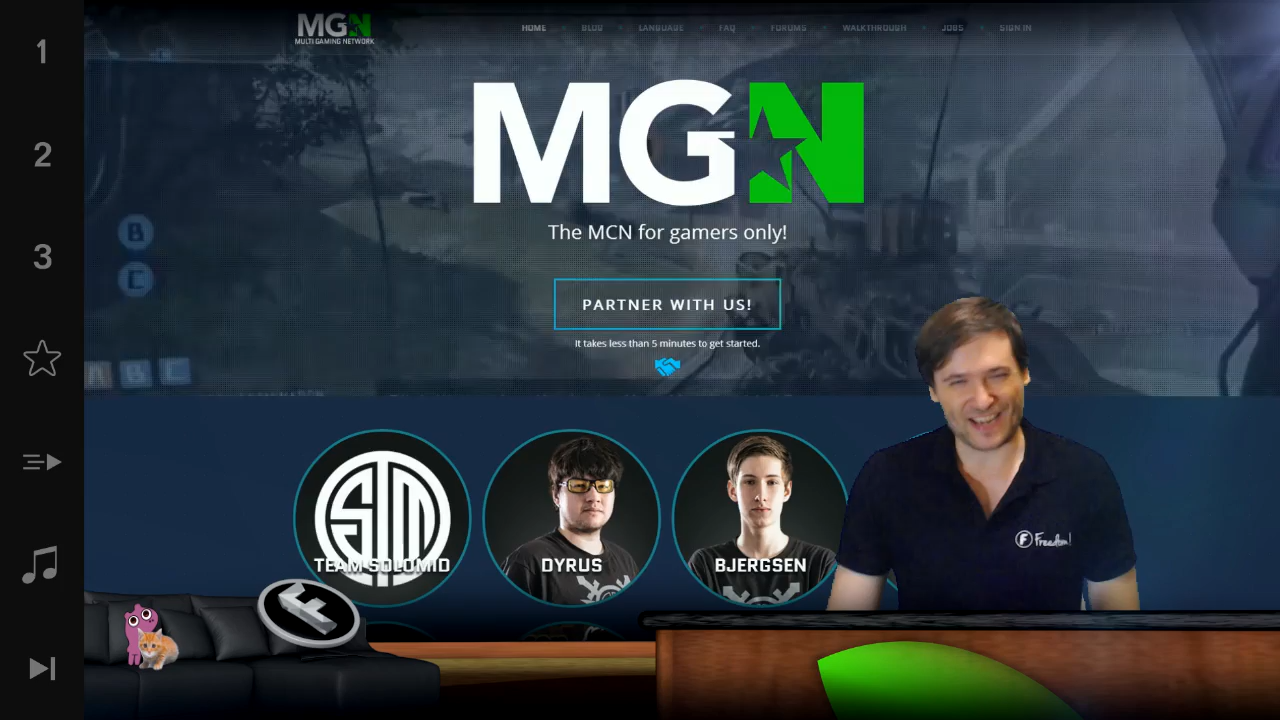 1
2
3
MGN
MULTI GAMING NETWORK
HOME
BLOG
LANGUAGE
FAQ
FORUMS
WALKTHROUGH
JOBS
SIGN IN
MGN
The MCN for gamers only!
PARTNER WITH US!
It takes less than 5 minutes to get started.
B
C
B C
TSM
TEAM SOLOMID
DYRUS
BJERGSEN
F Freedom!
F